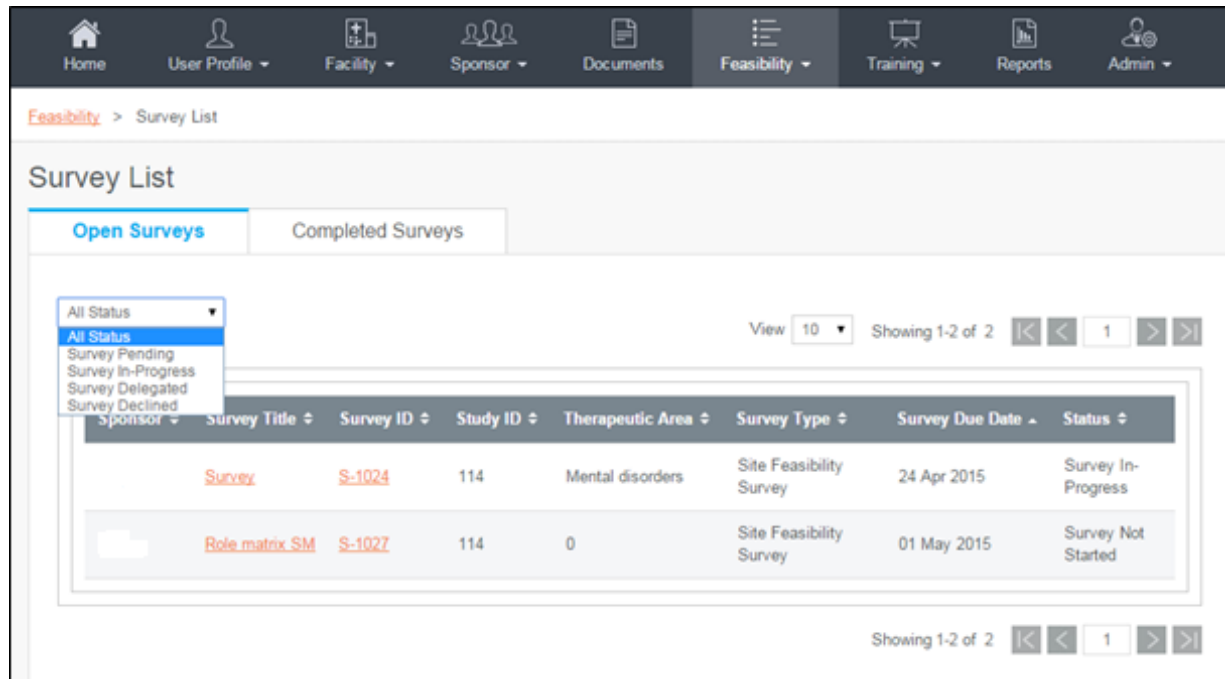 Home User Profile Facility Sponsor Documents Feasibility Training Reports Admin
Feasibility > Survey List
Survey List
Open Surveys Completed Surveys
All Status
All Status
Survey Pending
Survey In-Progress
Survey Delegated
Survey Declined
View 10 Showing 1-2 of 2 1
Sponsor Survey Title Survey ID Study ID Therapeutic Area Survey Type Survey Due Date Status
Survey S-1024 114 Mental disorders Site Feasibility Survey 24 Apr 2015 Survey In-Progress
Role matrix SM S-1027 114 0 Site Feasibility Survey 01 May 2015 Survey Not Started
Showing 1-2 of 2 1